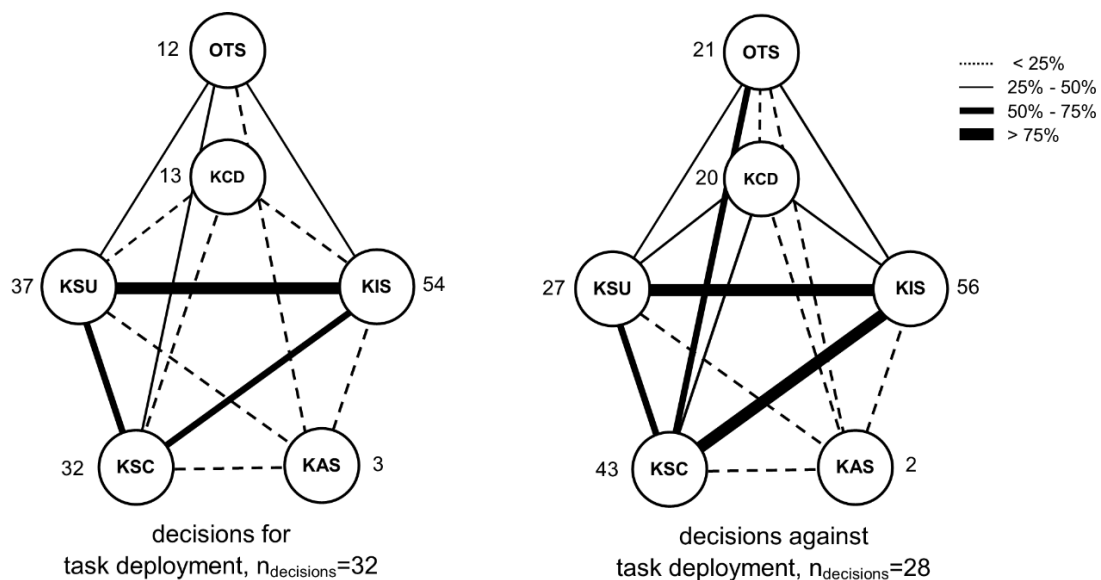 12 OTS
13 KCD
37 KSU
KIS 54
32 KSC
KAS 3
decisions for
task deployment, ndecisions=32
21 OTS
20 KCD
27 KSU
KIS 56
43 KSC
KAS 2
decisions against
task deployment, ndecisions=28
< 25%
25% - 50%
50% - 75%
> 75%